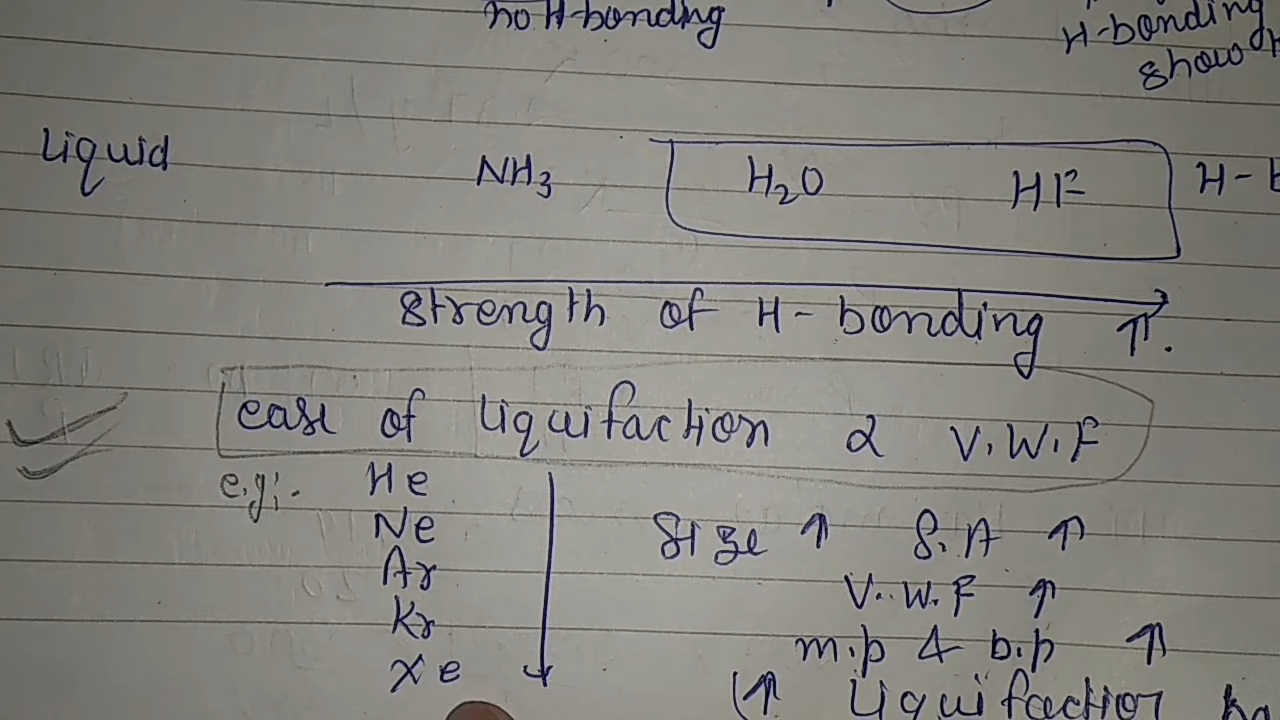 no H-bonding
H-bonding
show
Liquid NH3 H2O HF H-
strength of H-bonding ↑.
ease of liquifaction α V.W.F
e.g:- He
Ne Size ↑ S.A ↑
Ar V.W.F ↑
Kr m.p & b.p ↑
Xe (↑ Liquifaction